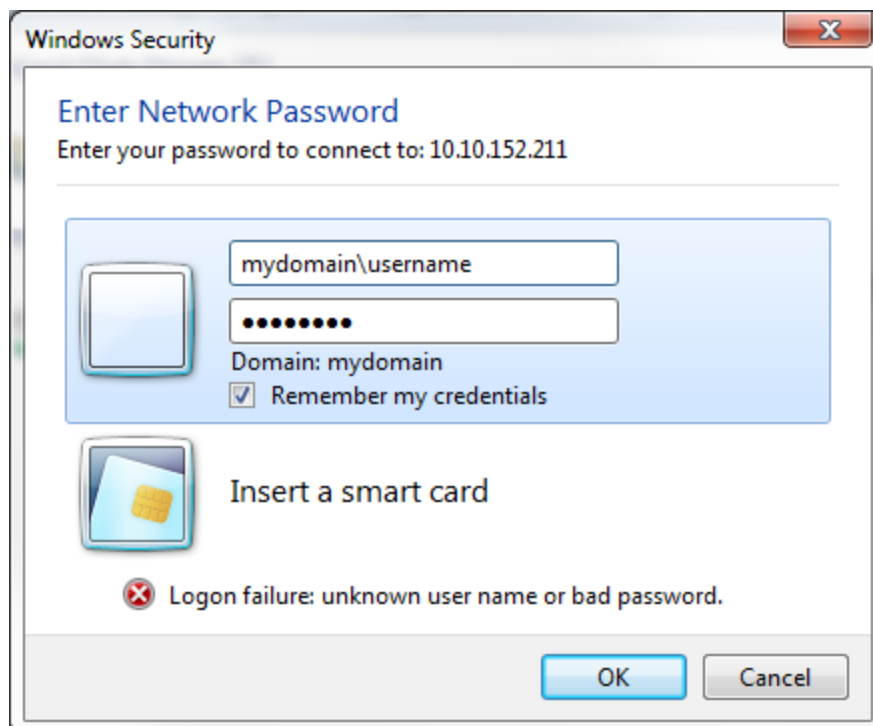 Windows Security
Enter Network Password
Enter your password to connect to: 10.10.152.211
mydomain\username
●●●●●●●●
Domain: mydomain
Remember my credentials
Insert a smart card
Logon failure: unknown user name or bad password.
OK
Cancel